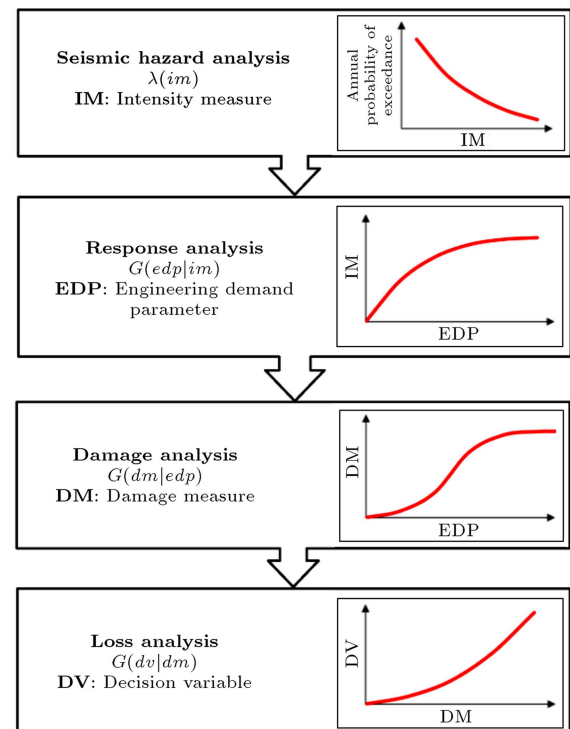 Seismic hazard analysis
λ(im)
IM: Intensity measure
Annual
probability of
exceedance
IM
Response analysis
G(edp|im)
EDP: Engineering demand
parameter
IM
EDP
Damage analysis
G(dm|edp)
DM: Damage measure
DM
EDP
Loss analysis
G(dv|dm)
DV: Decision variable
DV
DM